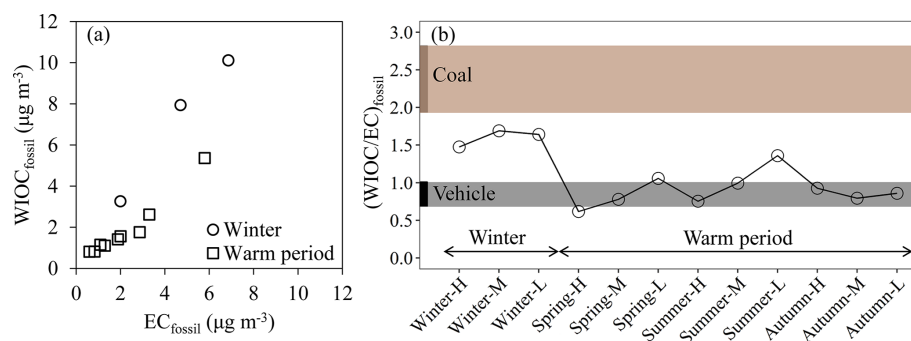 (a)
12
10
8
6
4
2
0
WIOCfossil (μg m-3)
0 2 4 6 8 10 12
ECfossil (μg m-3)
Winter
Warm period
(b)
3.0
2.5
2.0
1.5
1.0
0.5
0.0
(WIOC/EC)fossil
Coal
Vehicle
Winter
Warm period
Winter-H
Winter-M
Winter-L
Spring-H
Spring-M
Spring-L
Summer-H
Summer-M
Summer-L
Autumn-H
Autumn-M
Autumn-L